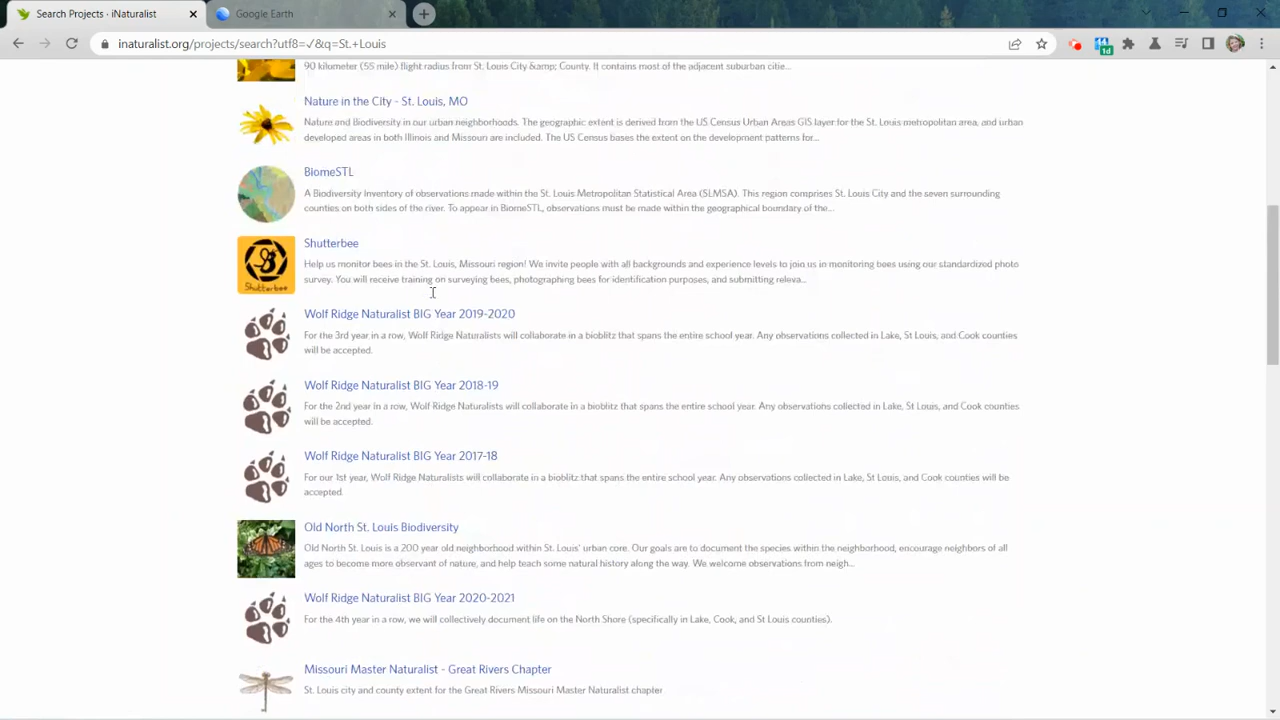 Search Projects · iNaturalist
Google Earth
inaturalist.org/projects/search?utf8=✓&q=St.+Louis
1d
90 kilometer (55 mile) flight radius from St. Louis City &amp; County. It contains most of the adjacent suburban citie...
Nature in the City - St. Louis, MO
Nature and Biodiversity in our urban neighborhoods. The geographic extent is derived from the US Census Urban Areas GIS layer for the St. Louis metropolitan area, and urban
developed areas in both Illinois and Missouri are included. The US Census bases the extent on the development patterns for...
BiomeSTL
A Biodiversity Inventory of observations made within the St. Louis Metropolitan Statistical Area (SLMSA). This region comprises St. Louis City and the seven surrounding
counties on both sides of the river. To appear in BiomeSTL, observations must be made within the geographical boundary of the...
Shutterbee
Shutterbee
Help us monitor bees in the St. Louis, Missouri region! We invite people with all backgrounds and experience levels to join us in monitoring bees using our standardized photo
survey. You will receive training on surveying bees, photographing bees for identification purposes, and submitting releva...
Wolf Ridge Naturalist BIG Year 2019-2020
For the 3rd year in a row, Wolf Ridge Naturalists will collaborate in a bioblitz that spans the entire school year. Any observations collected in Lake, St Louis, and Cook counties
will be accepted.
Wolf Ridge Naturalist BIG Year 2018-19
For the 2nd year in a row, Wolf Ridge Naturalists will collaborate in a bioblitz that spans the entire school year. Any observations collected in Lake, St Louis, and Cook counties
will be accepted.
Wolf Ridge Naturalist BIG Year 2017-18
For our 1st year, Wolf Ridge Naturalists will collaborate in a bioblitz that spans the entire school year. Any observations collected in Lake, St Louis, and Cook counties will be
accepted.
Old North St. Louis Biodiversity
Old North St. Louis is a 200 year old neighborhood within St. Louis' urban core. Our goals are to document the species within the neighborhood, encourage neighbors of all
ages to become more observant of nature, and help teach some natural history along the way. We welcome observations from neigh...
Wolf Ridge Naturalist BIG Year 2020-2021
For the 4th year in a row, we will collectively document life on the North Shore (specifically in Lake, Cook, and St Louis counties).
Missouri Master Naturalist - Great Rivers Chapter
St. Louis city and county extent for the Great Rivers Missouri Master Naturalist chapter